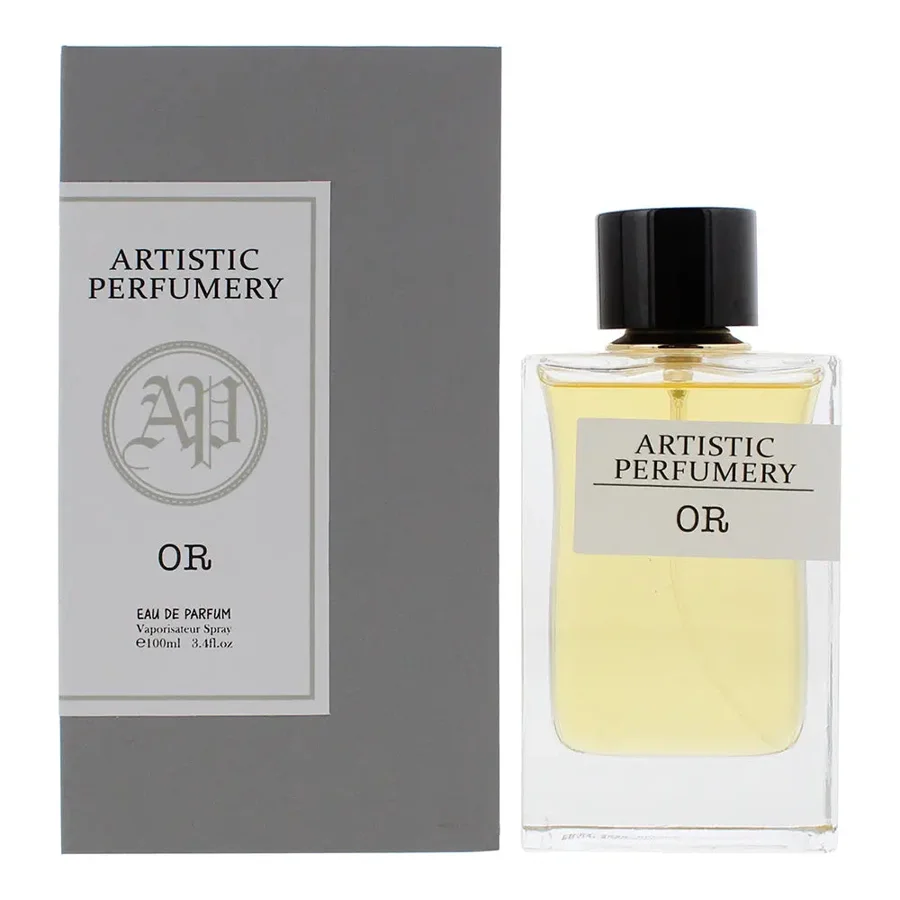 ARTISTIC
PERFUMERY
AP
OR
EAU DE PARFUM
Vaporisateur Spray
℮100ml 3.4fl.oz
ARTISTIC
PERFUMERY
OR